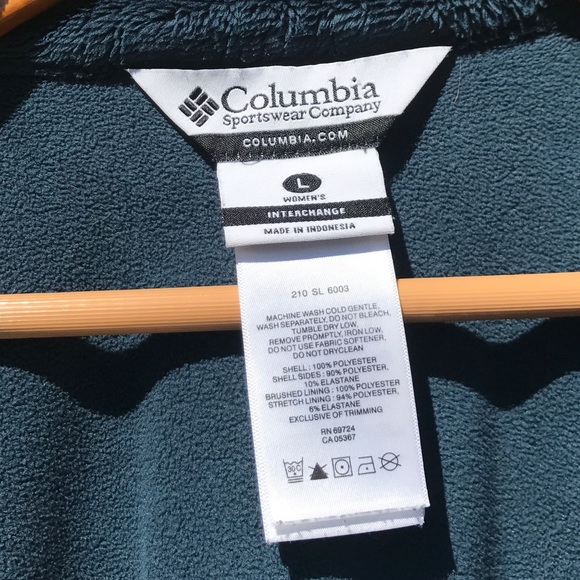 Columbia
Sportswear Company
COLUMBIA.COM
L
WOMEN'S
INTERCHANGE
MADE IN INDONESIA
210 SL 6003
MACHINE WASH COLD GENTLE,
WASH SEPARATELY. DO NOT BLEACH.
TUMBLE DRY LOW.
REMOVE PROMPTLY, IRON LOW.
DO NOT USE FABRIC SOFTENER.
DO NOT DRYCLEAN
SHELL : 100% POLYESTER
SHELL SIDES : 90% POLYESTER,
10% ELASTANE
BRUSHED LINING : 100% POLYESTER
STRETCH LINING : 94% POLYESTER,
6% ELASTANE
EXCLUSIVE OF TRIMMING
RN 69724
CA 05367
30C